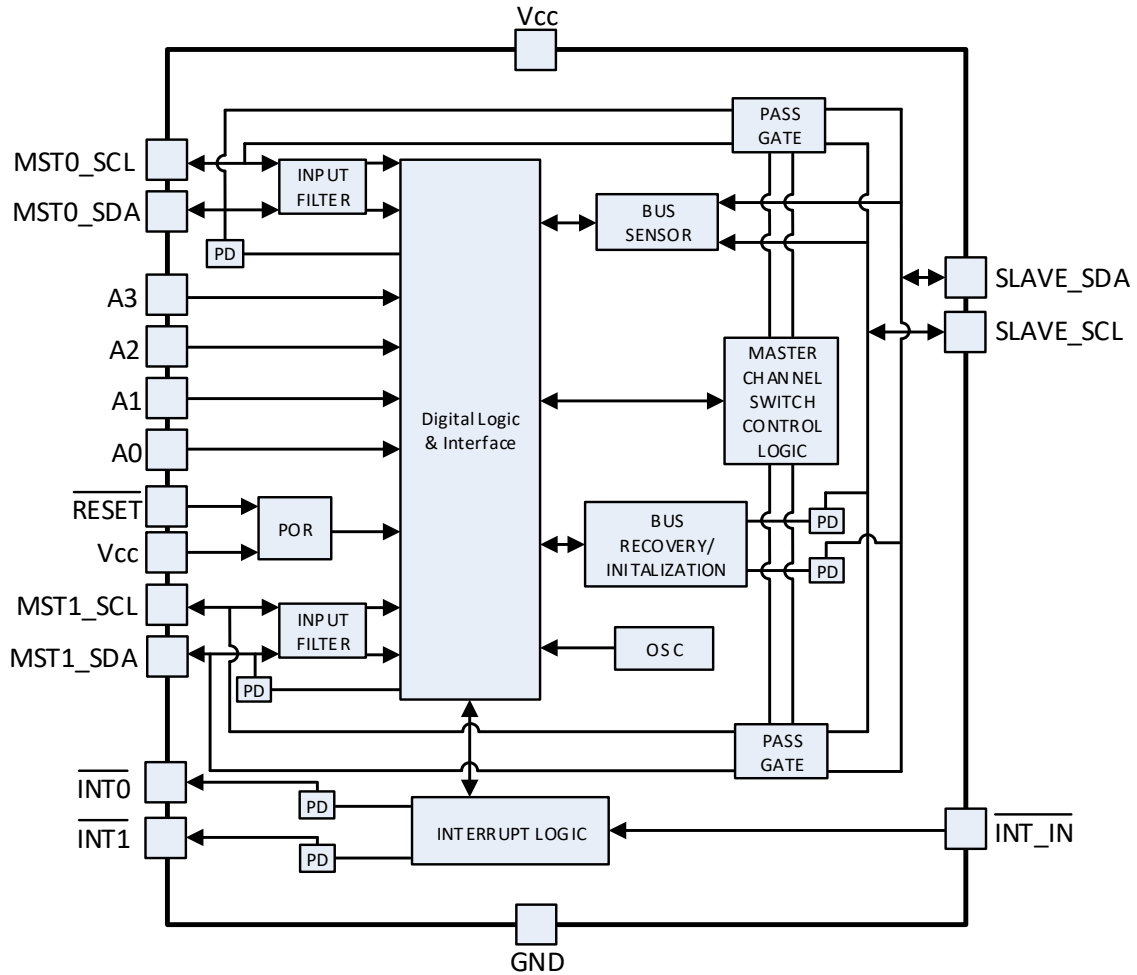 Vcc
PASS
GATE
MST0_SCL
INPUT
FILTER
MST0_SDA
BUS
SENSOR
PD
SLAVE_SDA
A3
SLAVE_SCL
A2
MASTER
CHANNEL
SWITCH
CONTROL
LOGIC
A1
Digital Logic
& Interface
A0
RESET
POR
Vcc
BUS
RECOVERY/
INITALIZATION
PD
PD
MST1_SCL
INPUT
FILTER
MST1_SDA
OSC
PD
PASS
GATE
INT0
PD
INTERRUPT LOGIC
INT_IN
INT1
PD
GND